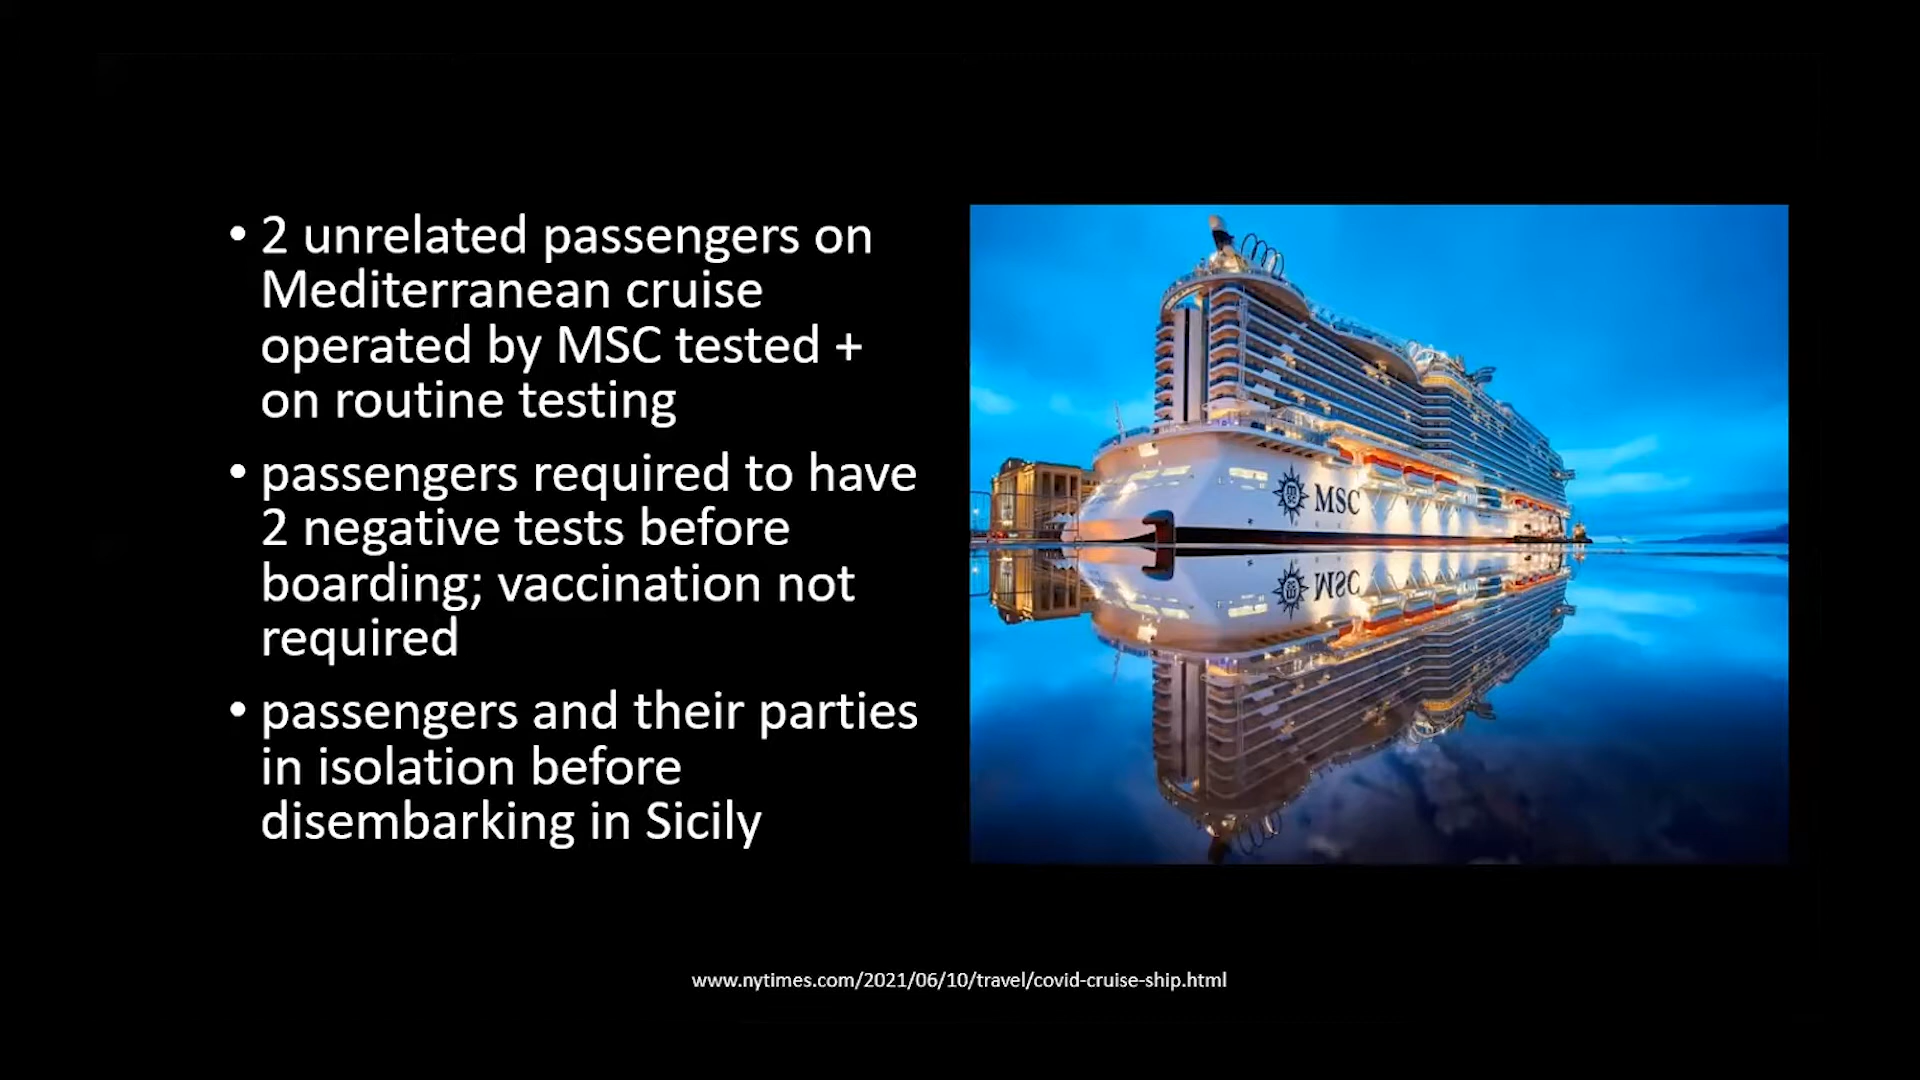 • 2 unrelated passengers on
Mediterranean cruise
operated by MSC tested +
on routine testing
• passengers required to have
2 negative tests before
boarding; vaccination not
required
• passengers and their parties
in isolation before
disembarking in Sicily
MSC
www.nytimes.com/2021/06/10/travel/covid-cruise-ship.html